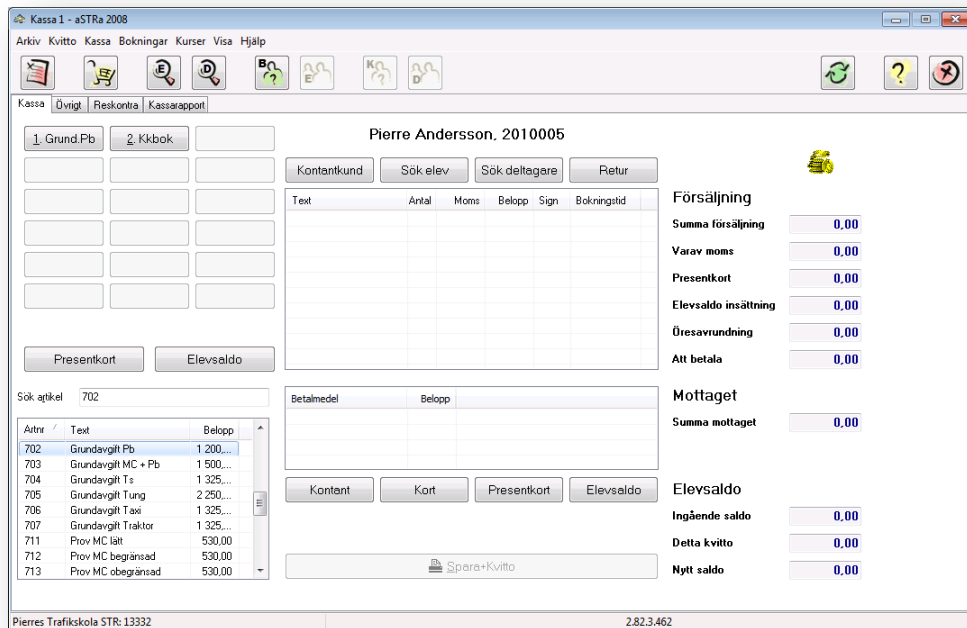 Kassa 1 - aSTRa 2008
Arkiv Kvitto Kassa Bokningar Kurser Visa Hjälp
E D B ? E K ? D ?
Kassa Övrigt Reskontra Kassarapport
1. Grund.Pb 2. Kkbok
Pierre Andersson, 2010005
Kontantkund Sök elev Sök deltagare Retur
Text Antal Moms Belopp Sign Bokningstid
Försäljning
Summa försäljning 0,00
Varav moms 0,00
Presentkort 0,00
Elevsaldo insättning 0,00
Öresavrundning 0,00
Att betala 0,00
Presentkort Elevsaldo
Sök artikel 702
Artnr Text Belopp
702 Grundavgift Pb 1 200,...
703 Grundavgift MC + Pb 1 500,...
704 Grundavgift Ts 1 325,...
705 Grundavgift Tung 2 250,...
706 Grundavgift Taxi 1 325,...
707 Grundavgift Traktor 1 325,...
711 Prov MC lätt 530,00
712 Prov MC begränsad 530,00
713 Prov MC obegränsad 530,00
Betalmedel Belopp
Kontant Kort Presentkort Elevsaldo
Spara+Kvitto
Mottaget
Summa mottaget 0,00
Elevsaldo
Ingående saldo 0,00
Detta kvitto 0,00
Nytt saldo 0,00
Pierres Trafikskola STR: 13332 2.82.3.462